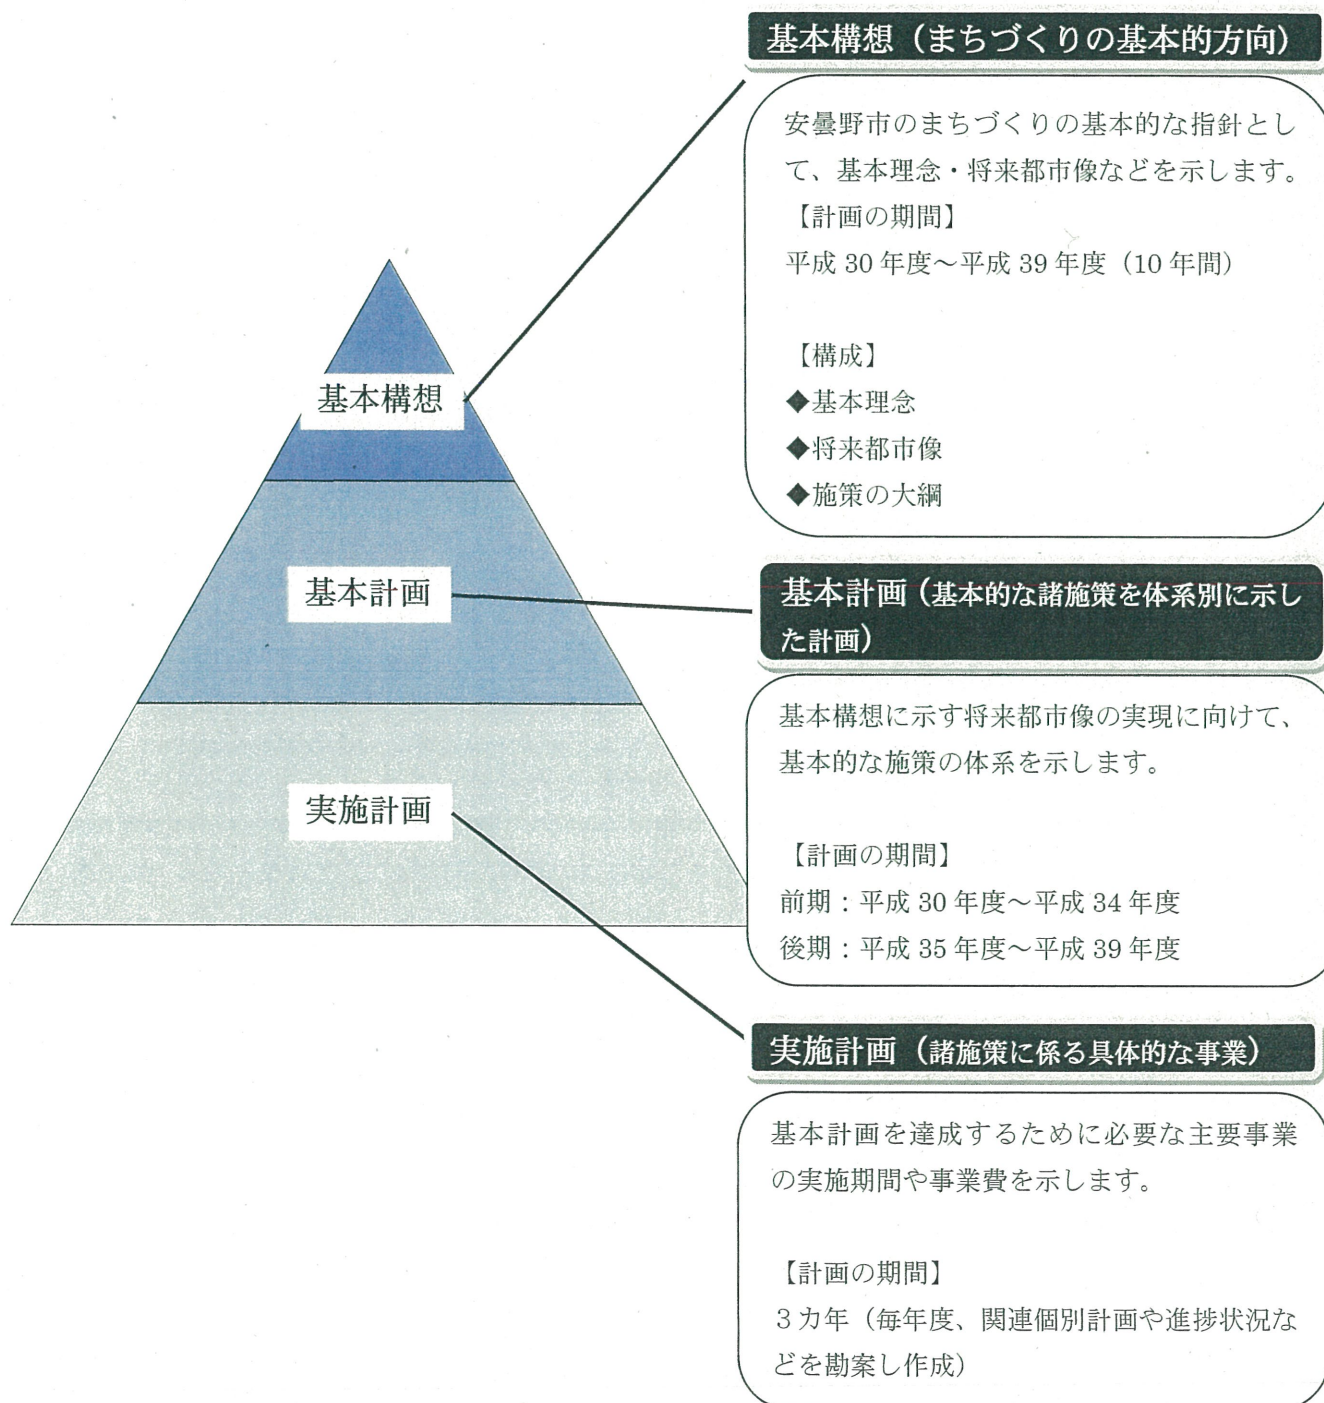 基本構想（まちづくりの基本的方向）
安曇野市のまちづくりの基本的な指針とし
て、基本理念・将来都市像などを示します。
【計画の期間】
平成 30 年度～平成 39 年度（10 年間）
【構成】
◆基本理念
◆将来都市像
◆施策の大綱
基本構想
基本計画（基本的な諸施策を体系別に示し
た計画）
基本計画
基本構想に示す将来都市像の実現に向けて、
基本的な施策の体系を示します。
【計画の期間】
前期：平成 30 年度～平成 34 年度
後期：平成 35 年度～平成 39 年度
実施計画
実施計画（諸施策に係る具体的な事業）
基本計画を達成するために必要な主要事業
の実施期間や事業費を示します。
【計画の期間】
３カ年（毎年度、関連個別計画や進捗状況な
どを勘案し作成）